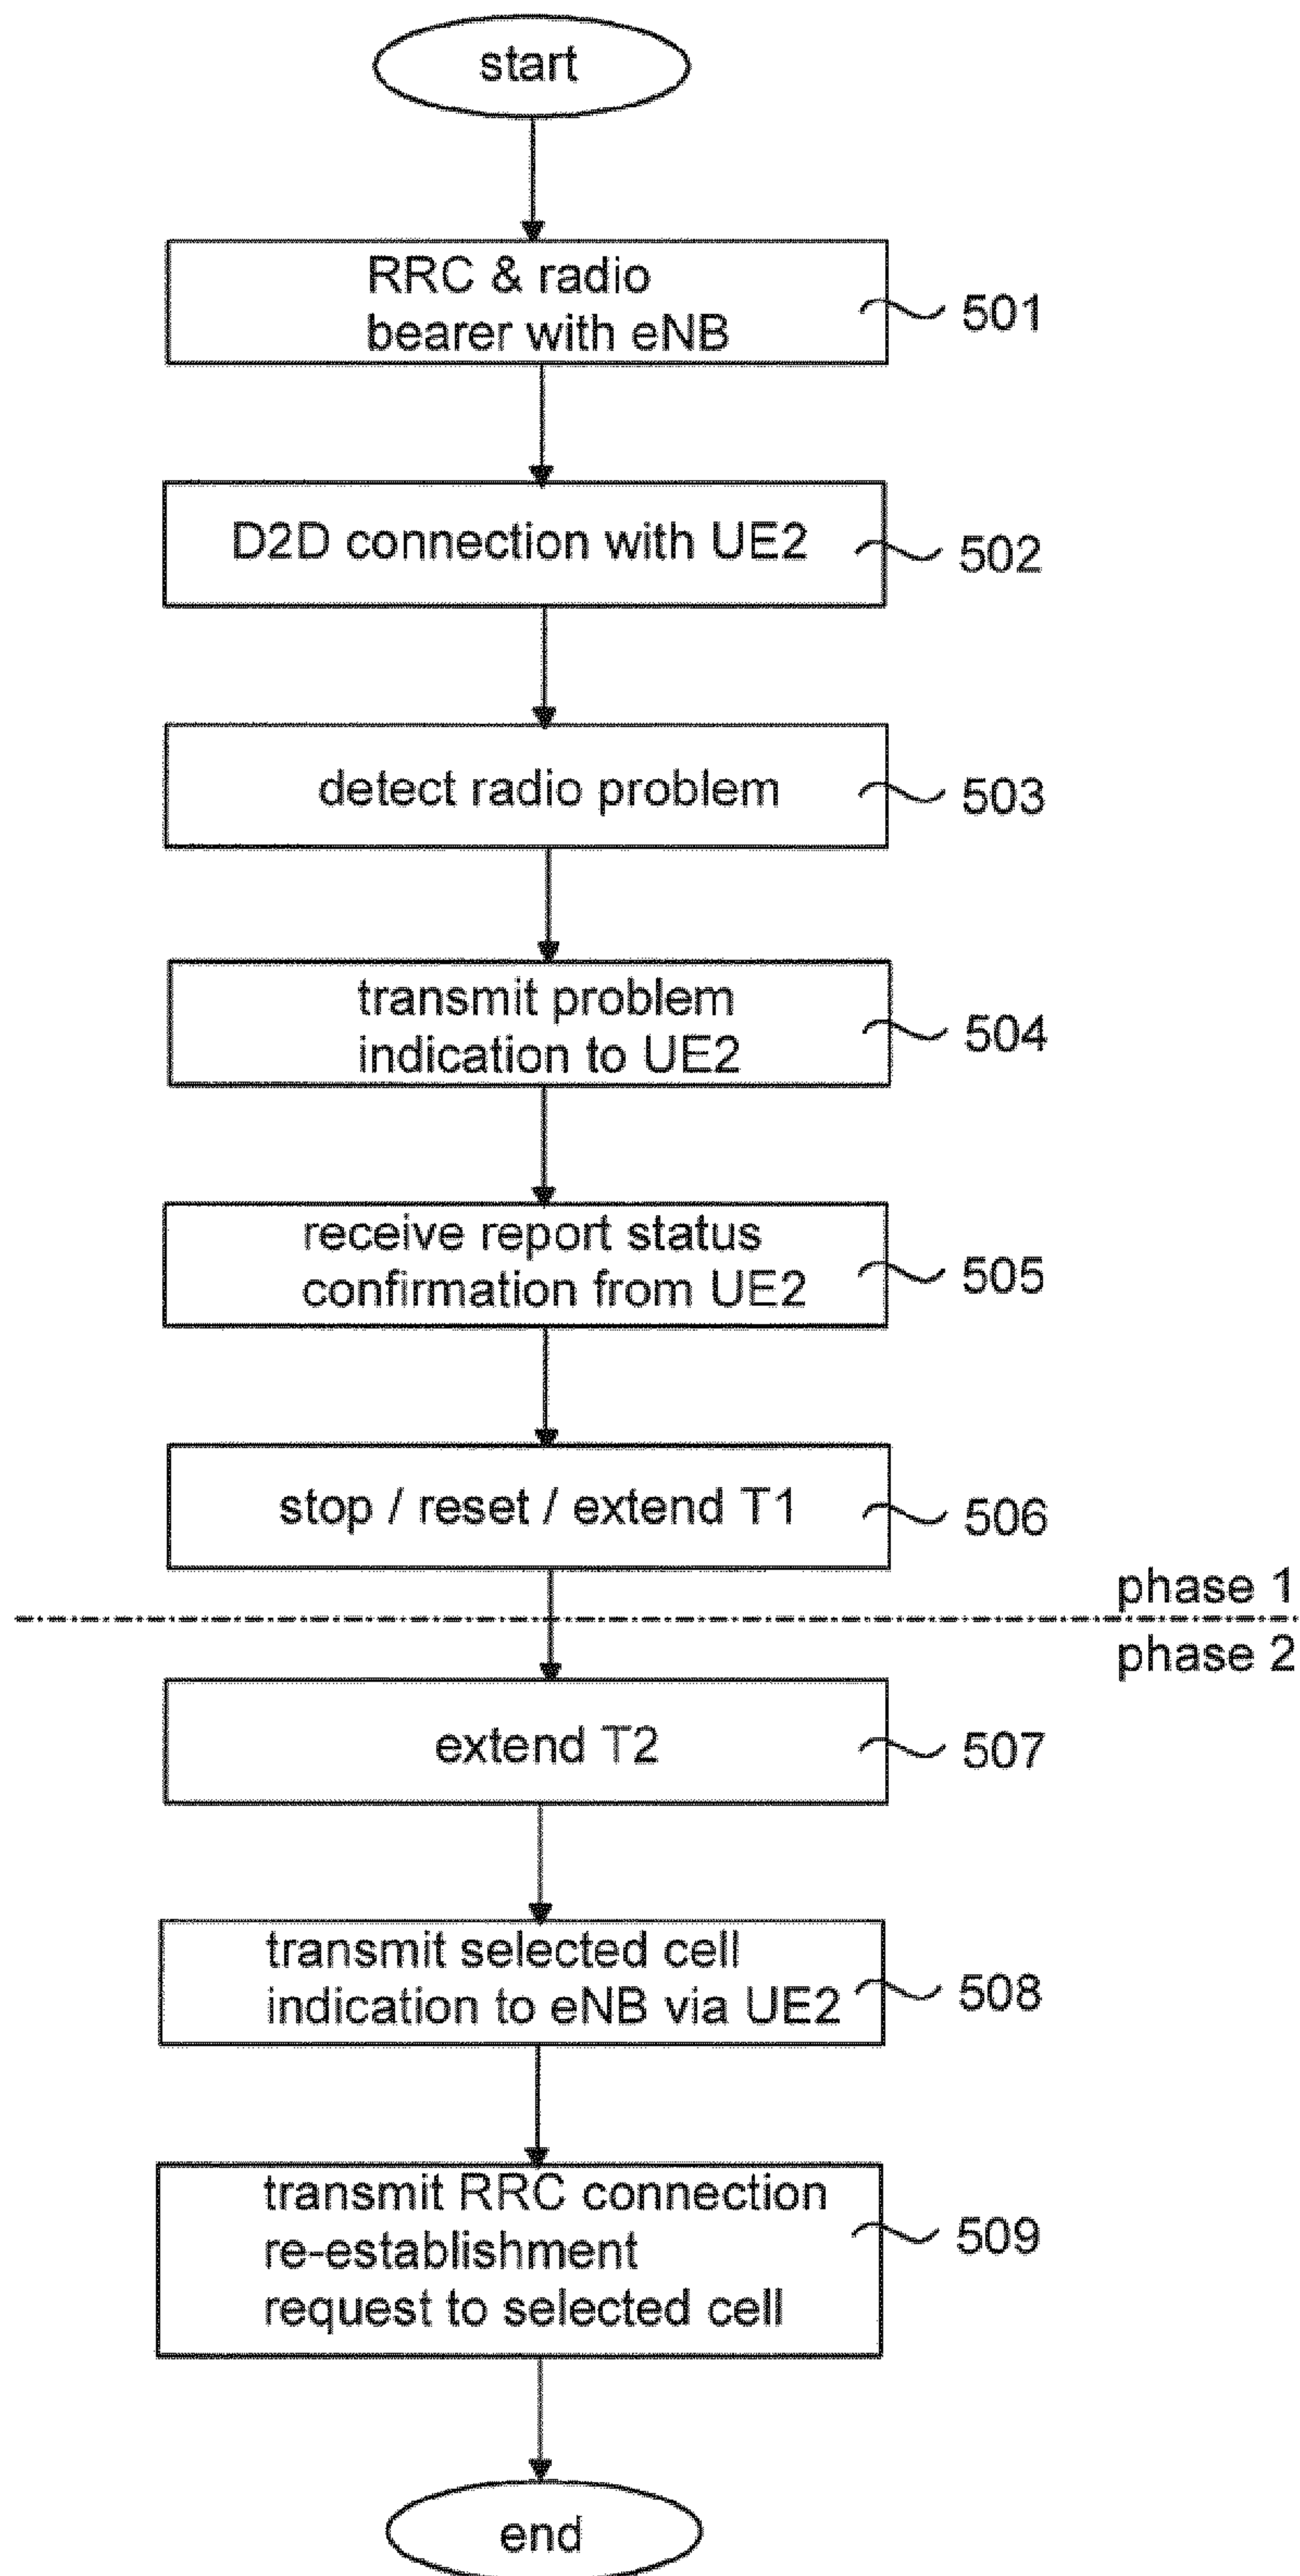 start
RRC & radio
bearer with eNB
501
D2D connection with UE2
502
detect radio problem
503
transmit problem
indication to UE2
504
receive report status
confirmation from UE2
505
stop / reset / extend T1
506
phase 1
phase 2
extend T2
507
transmit selected cell
indication to eNB via UE2
508
transmit RRC connection
re-establishment
request to selected cell
509
end